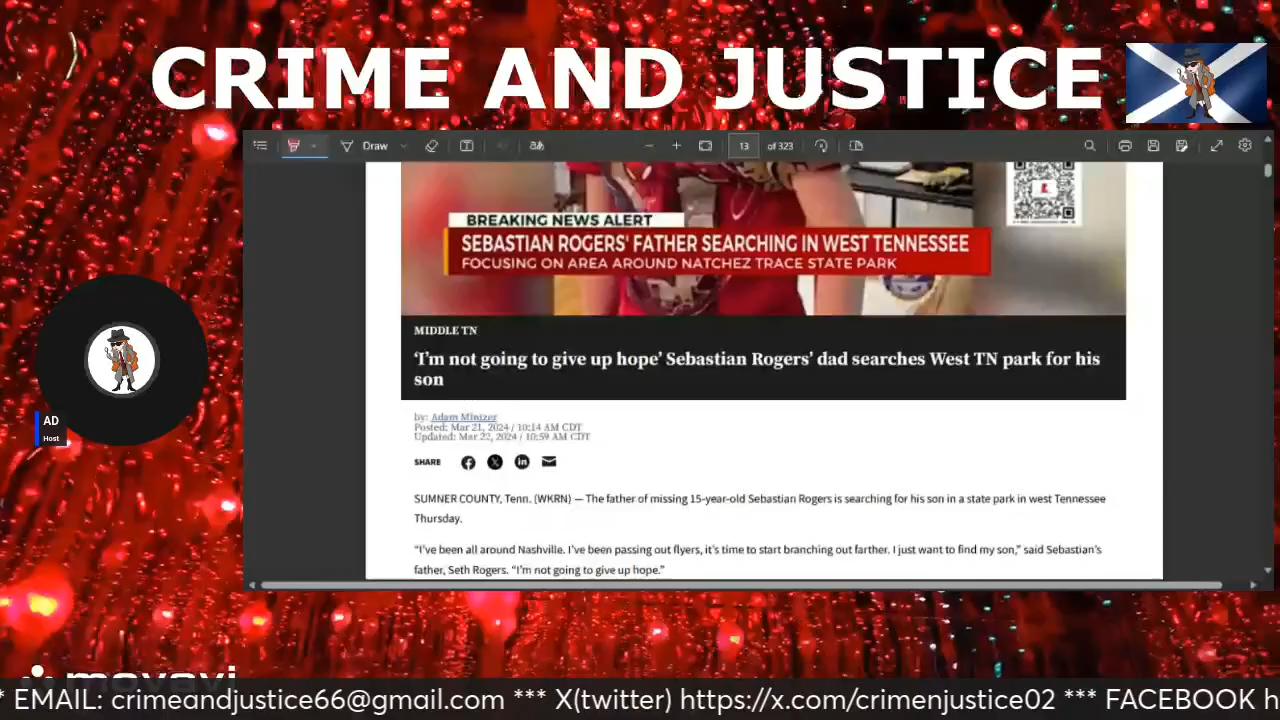 CRIME AND JUSTICE
Draw
13 of 323
BREAKING NEWS ALERT
SEBASTIAN ROGERS' FATHER SEARCHING IN WEST TENNESSEE
FOCUSING ON AREA AROUND NATCHEZ TRACE STATE PARK
MIDDLE TN
‘I’m not going to give up hope’ Sebastian Rogers’ dad searches West TN park for his
son
by: Adam Mintzer
Posted: Mar 21, 2024 / 10:14 AM CDT
Updated: Mar 22, 2024 / 10:59 AM CDT
SHARE
SUMNER COUNTY, Tenn. (WKRN) — The father of missing 15-year-old Sebastian Rogers is searching for his son in a state park in west Tennessee
Thursday.
“I’ve been all around Nashville. I’ve been passing out flyers, it’s time to start branching out farther. I just want to find my son,” said Sebastian’s
father, Seth Rogers. “I’m not going to give up hope.”
AD
Host
movavi
* EMAIL: crimeandjustice66@gmail.com *** X(twitter) https://x.com/crimenjustice02 *** FACEBOOK h